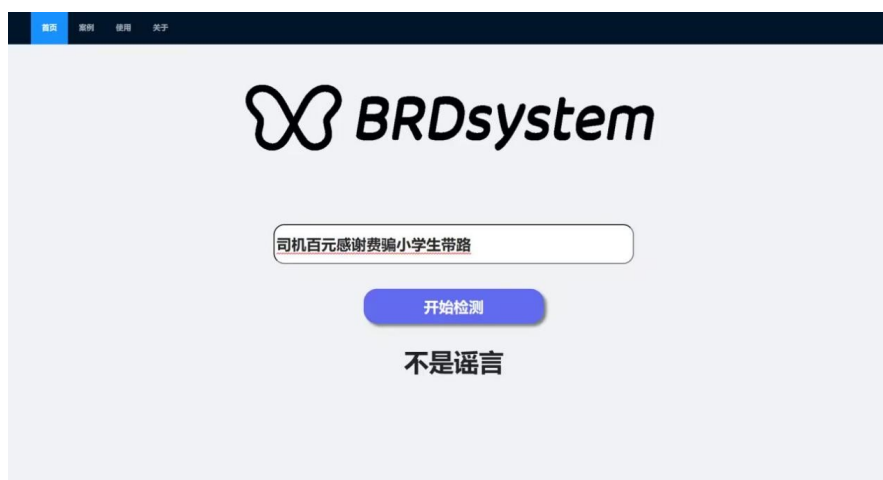 首页 案例 使用 关于
BRDsystem
司机百元感谢费骗小学生带路
开始检测
不是谣言